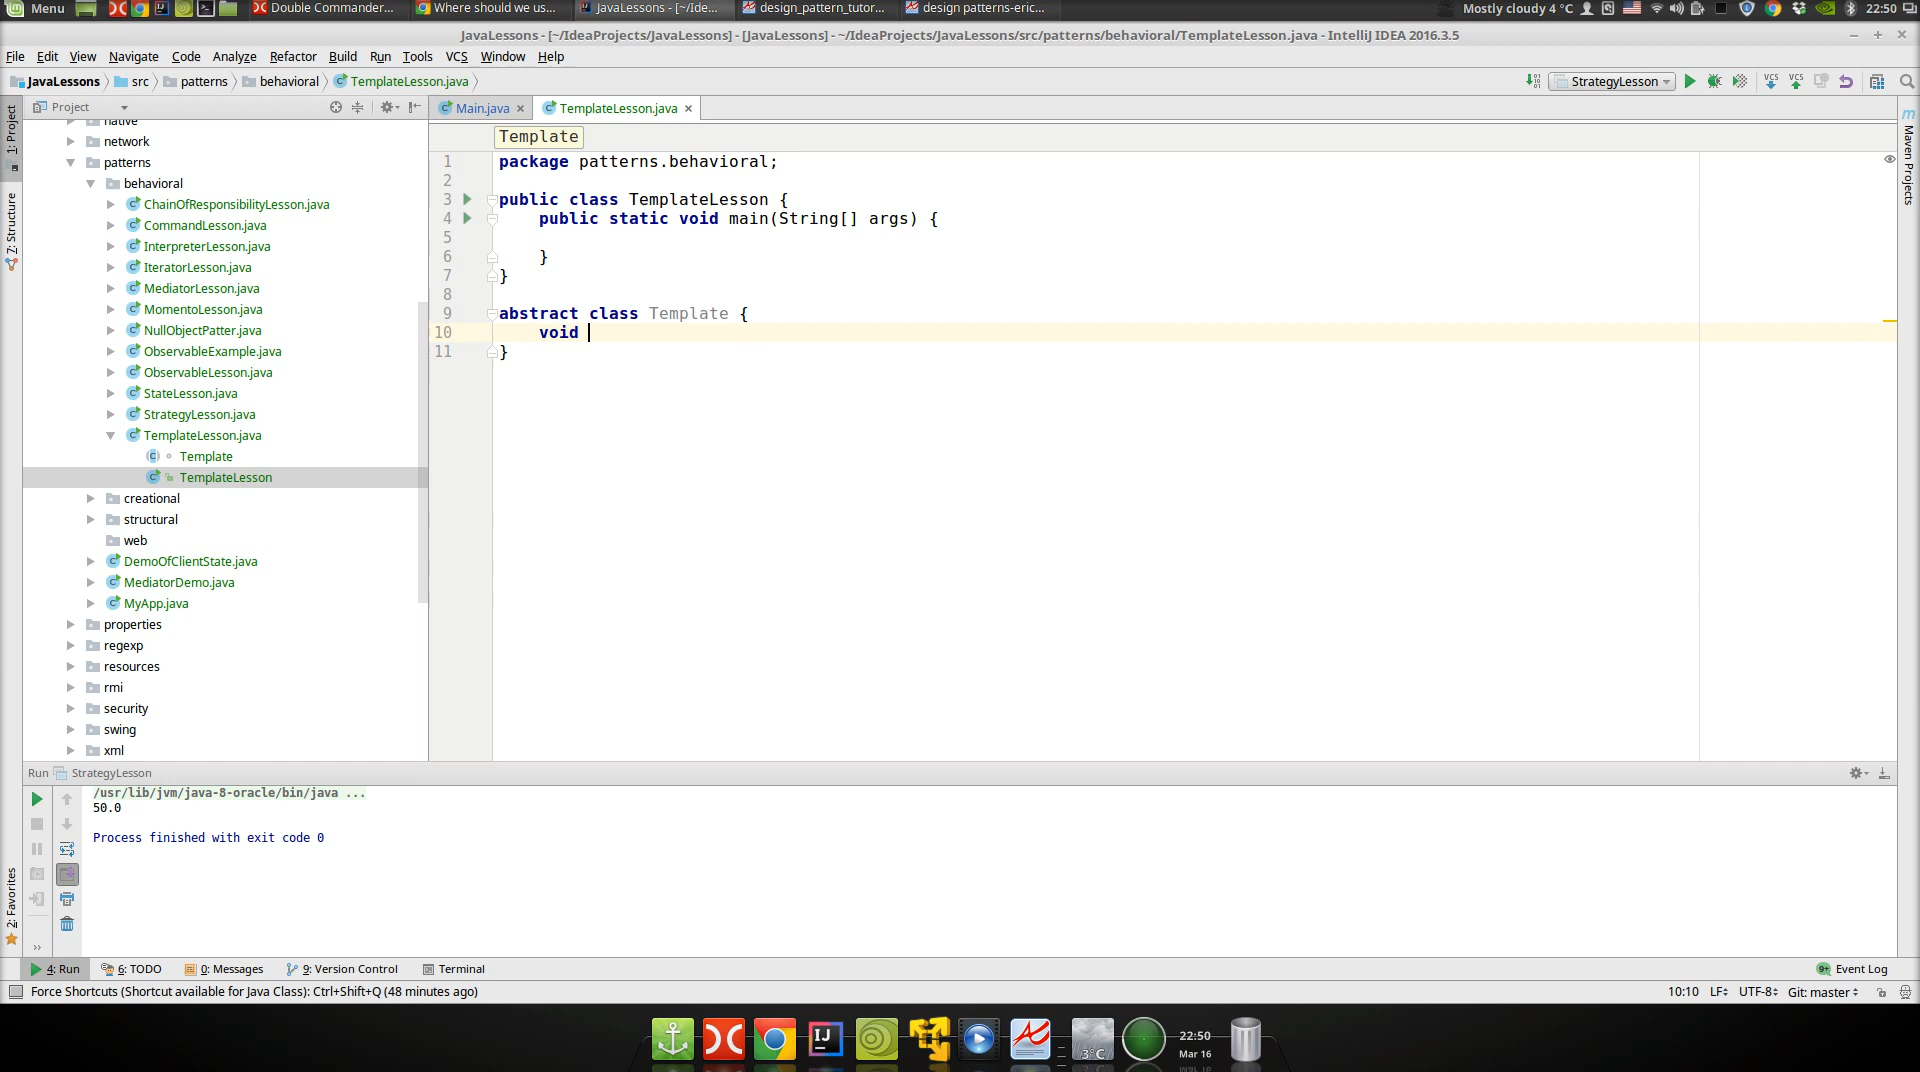 Menu
Double Commander...
Where should we us...
JavaLessons - [~/Ide...
design_pattern_tutor...
design patterns-eric...
Mostly cloudy 4 °C
22:50
JavaLessons - [~/IdeaProjects/JavaLessons] - [JavaLessons] - ~/IdeaProjects/JavaLessons/src/patterns/behavioral/TemplateLesson.java - IntelliJ IDEA 2016.3.5
File Edit View Navigate Code Analyze Refactor Build Run Tools VCS Window Help
JavaLessons src patterns behavioral TemplateLesson.java
StrategyLesson
VCS VCS
Project
Main.java
TemplateLesson.java
1: Project
7: Structure
2: Favorites
Maven Projects
native
network
patterns
behavioral
ChainOfResponsibilityLesson.java
CommandLesson.java
InterpreterLesson.java
IteratorLesson.java
MediatorLesson.java
MomentoLesson.java
NullObjectPatter.java
ObservableExample.java
ObservableLesson.java
StateLesson.java
StrategyLesson.java
TemplateLesson.java
Template
TemplateLesson
creational
structural
web
DemoOfClientState.java
MediatorDemo.java
MyApp.java
properties
regexp
resources
rmi
security
swing
xml
Template
1 package patterns.behavioral;
2
3 public class TemplateLesson {
4 public static void main(String[] args) {
5
6 }
7 }
8
9 abstract class Template {
10 void
11 }
Run StrategyLesson
/usr/lib/jvm/java-8-oracle/bin/java ...
50.0
Process finished with exit code 0
4: Run
6: TODO
0: Messages
9: Version Control
Terminal
9+ Event Log
Force Shortcuts (Shortcut available for Java Class): Ctrl+Shift+Q (48 minutes ago)
10:10 LF÷ UTF-8÷ Git: master÷
IJ
3°C
22:50
Mar 16